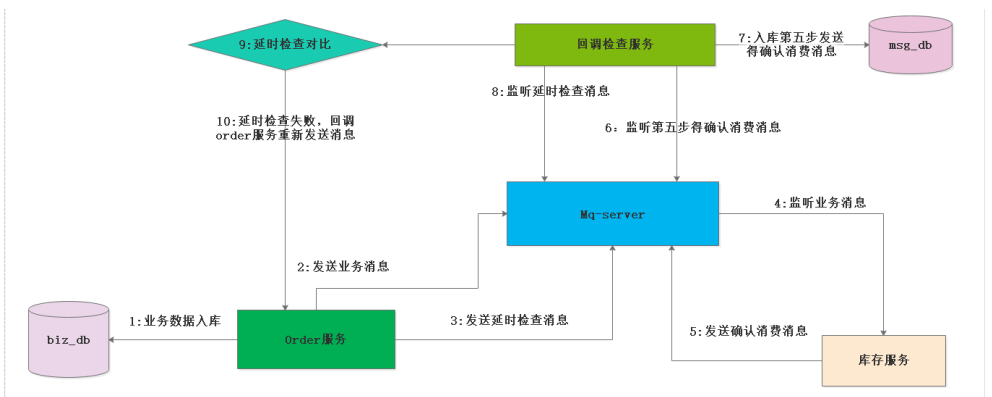 9:延时检查对比
回调检查服务
7:入库第五步发送
得确认消费消息
msg_db
8:监听延时检查消息
10:延时检查失败，回调
order服务重新发送消息
6：监听第五步得确认消费消息
Mq-server
4:监听业务消息
2:发送业务消息
1:业务数据入库
3:发送延时检查消息
5:发送确认消费消息
biz_db
Order服务
库存服务